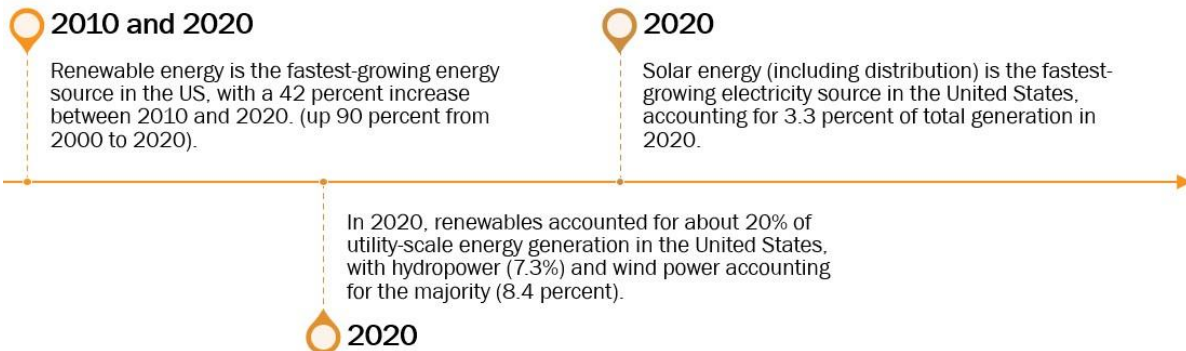 2010 and 2020
Renewable energy is the fastest-growing energy
source in the US, with a 42 percent increase
between 2010 and 2020. (up 90 percent from
2000 to 2020).
2020
Solar energy (including distribution) is the fastest-
growing electricity source in the United States,
accounting for 3.3 percent of total generation in
2020.
In 2020, renewables accounted for about 20% of
utility-scale energy generation in the United States,
with hydropower (7.3%) and wind power accounting
for the majority (8.4 percent).
2020